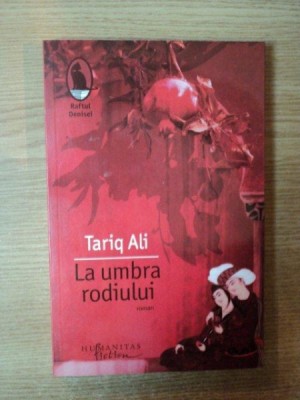 Raftul
Denisei
Tariq Ali
La umbra
rodiului
roman
HUMANITAS
fiction